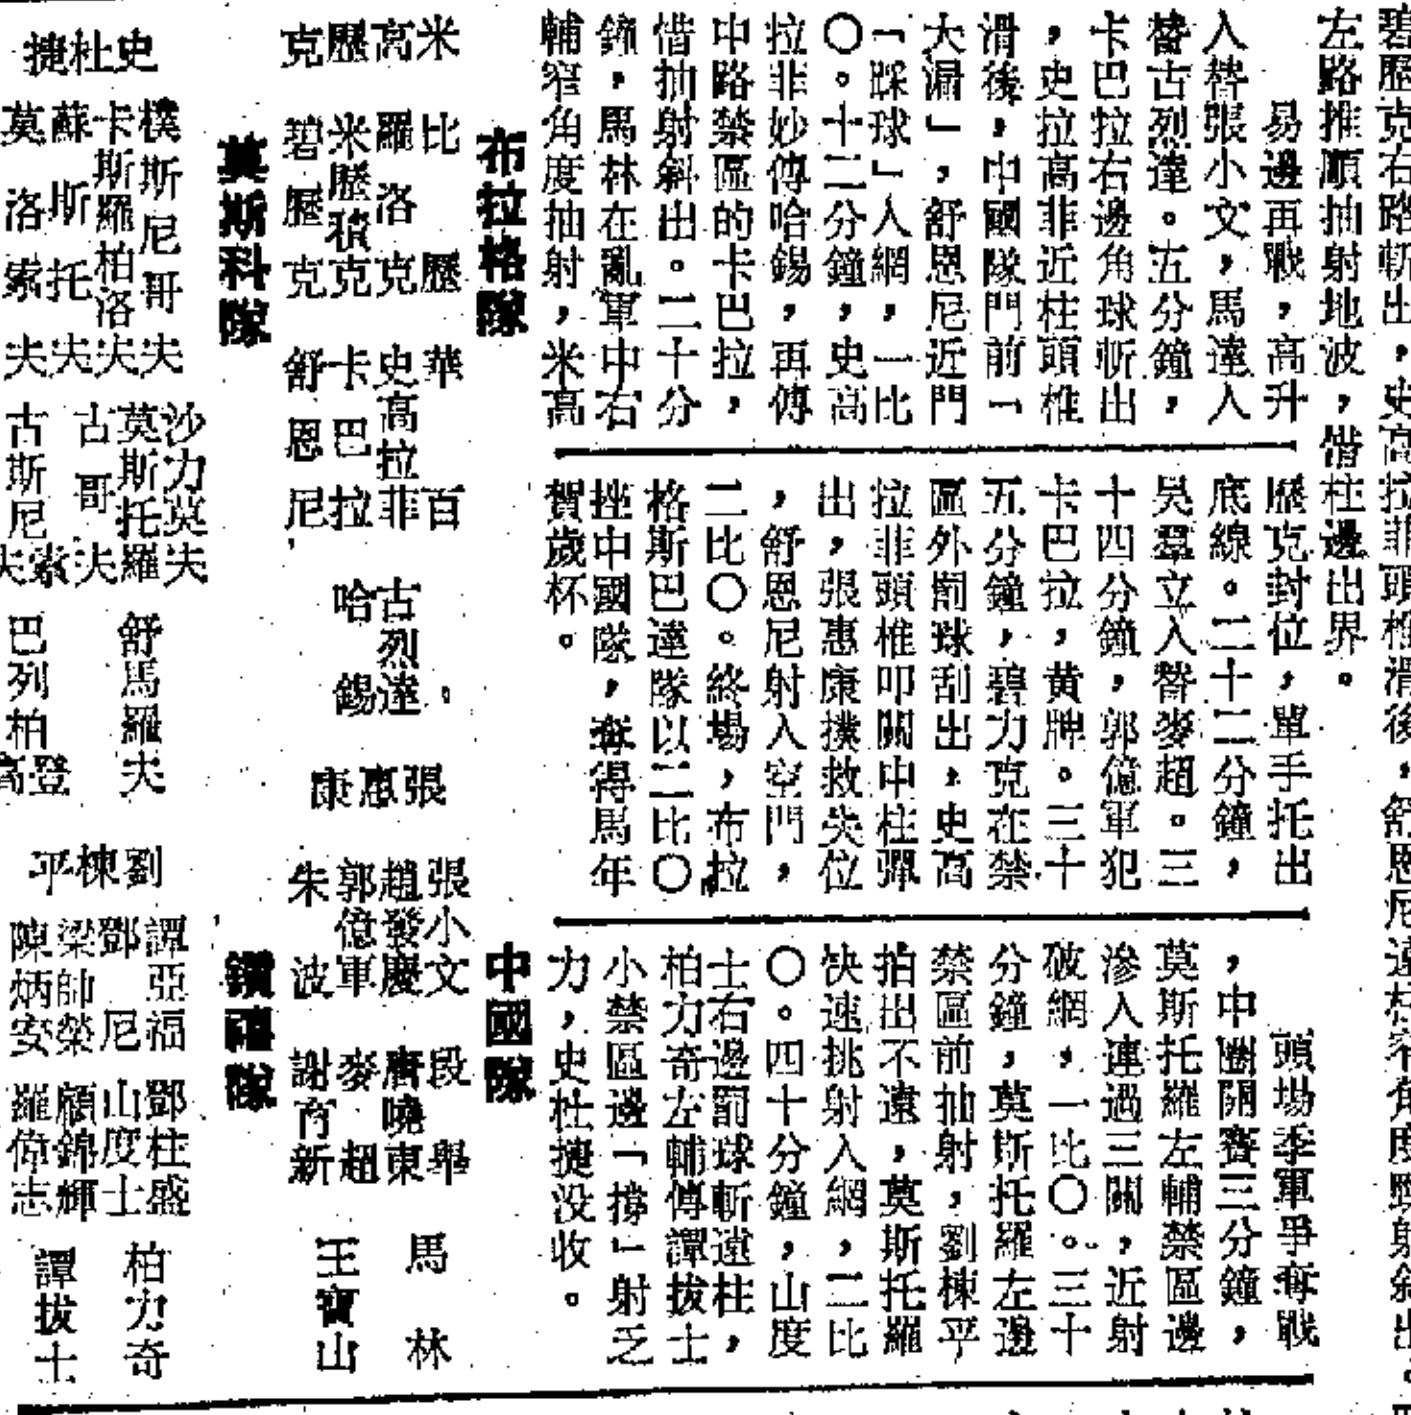 碧歷克右路斬出,史高拉菲頭椎滑後,舒恩尼遠柱窄角度勁射斜出。
左路推順抽射地波,僭柱邊出界。
易邊再戰,高升
入替張小文,馬達入
替古烈達。五分鐘,
卡巴拉右邊角球斬出
,史拉高菲近柱頭椎
滑後,中國隊門前「
大漏」,舒恩尼近門
「踩球」入網,一比
〇。十二分鐘,史高
拉非妙傳哈錫,再傳
中路禁區的卡巴拉,
惜抽射斜出。二十分
鐘,馬林在亂軍中右
輔窄角度抽射,米高
歷克封位,單手托出
底線。二十二分鐘,
吳羣立入替麥超。三
十四分鐘,郭億軍犯
卡巴拉,黃牌。三十
五分鐘,碧力克在禁
區外罰球刮出,史高
拉菲頭椎叩關中柱彈
出,張惠康撲救失位
,舒恩尼射入空門,
二比〇。終場,布拉
格斯巴達隊以二比〇
挫中國隊,奪得馬年
賀歲杯。
頭場季軍爭奪戰
,中圈開賽三分鐘,
莫斯托羅左輔禁區邊
滲入連過三關,近射
破網,一比〇。三十
分鐘,莫斯托羅左邊
禁區前抽射,劉棟平
拍出不遠,莫斯托羅
快速挑射入網,二比
〇。四十分鐘,山度
士右邊罰球斬遠柱,
柏力奇左輔傳譚拔士
小禁區邊「撐」射乏
力,史杜捷没收。
布拉格隊
米高歷克
比歷 羅洛克 米歷積克 碧歷克
華百 史高拉菲 卡巴拉 舒恩尼
古烈達 哈錫
中國隊
張惠康
張小文 趙發慶 郭億軍 朱波
段舉 唐曉東 麥超 謝育新
馬林 王寶山
莫斯科隊
史杜捷
樸斯尼哥夫 卡斯羅柏洛夫 蘇斯托夫 莫洛索夫
沙力莫夫 莫斯托羅 古哥夫 古斯尼
舒馬羅夫 巴列柏
鑽禧隊
劉棟平
譚亞福 鄧尼 梁帥榮 陳炳安
鄧柱盛 山度士 顧錦輝 羅偉志
柏力奇 譚拔士